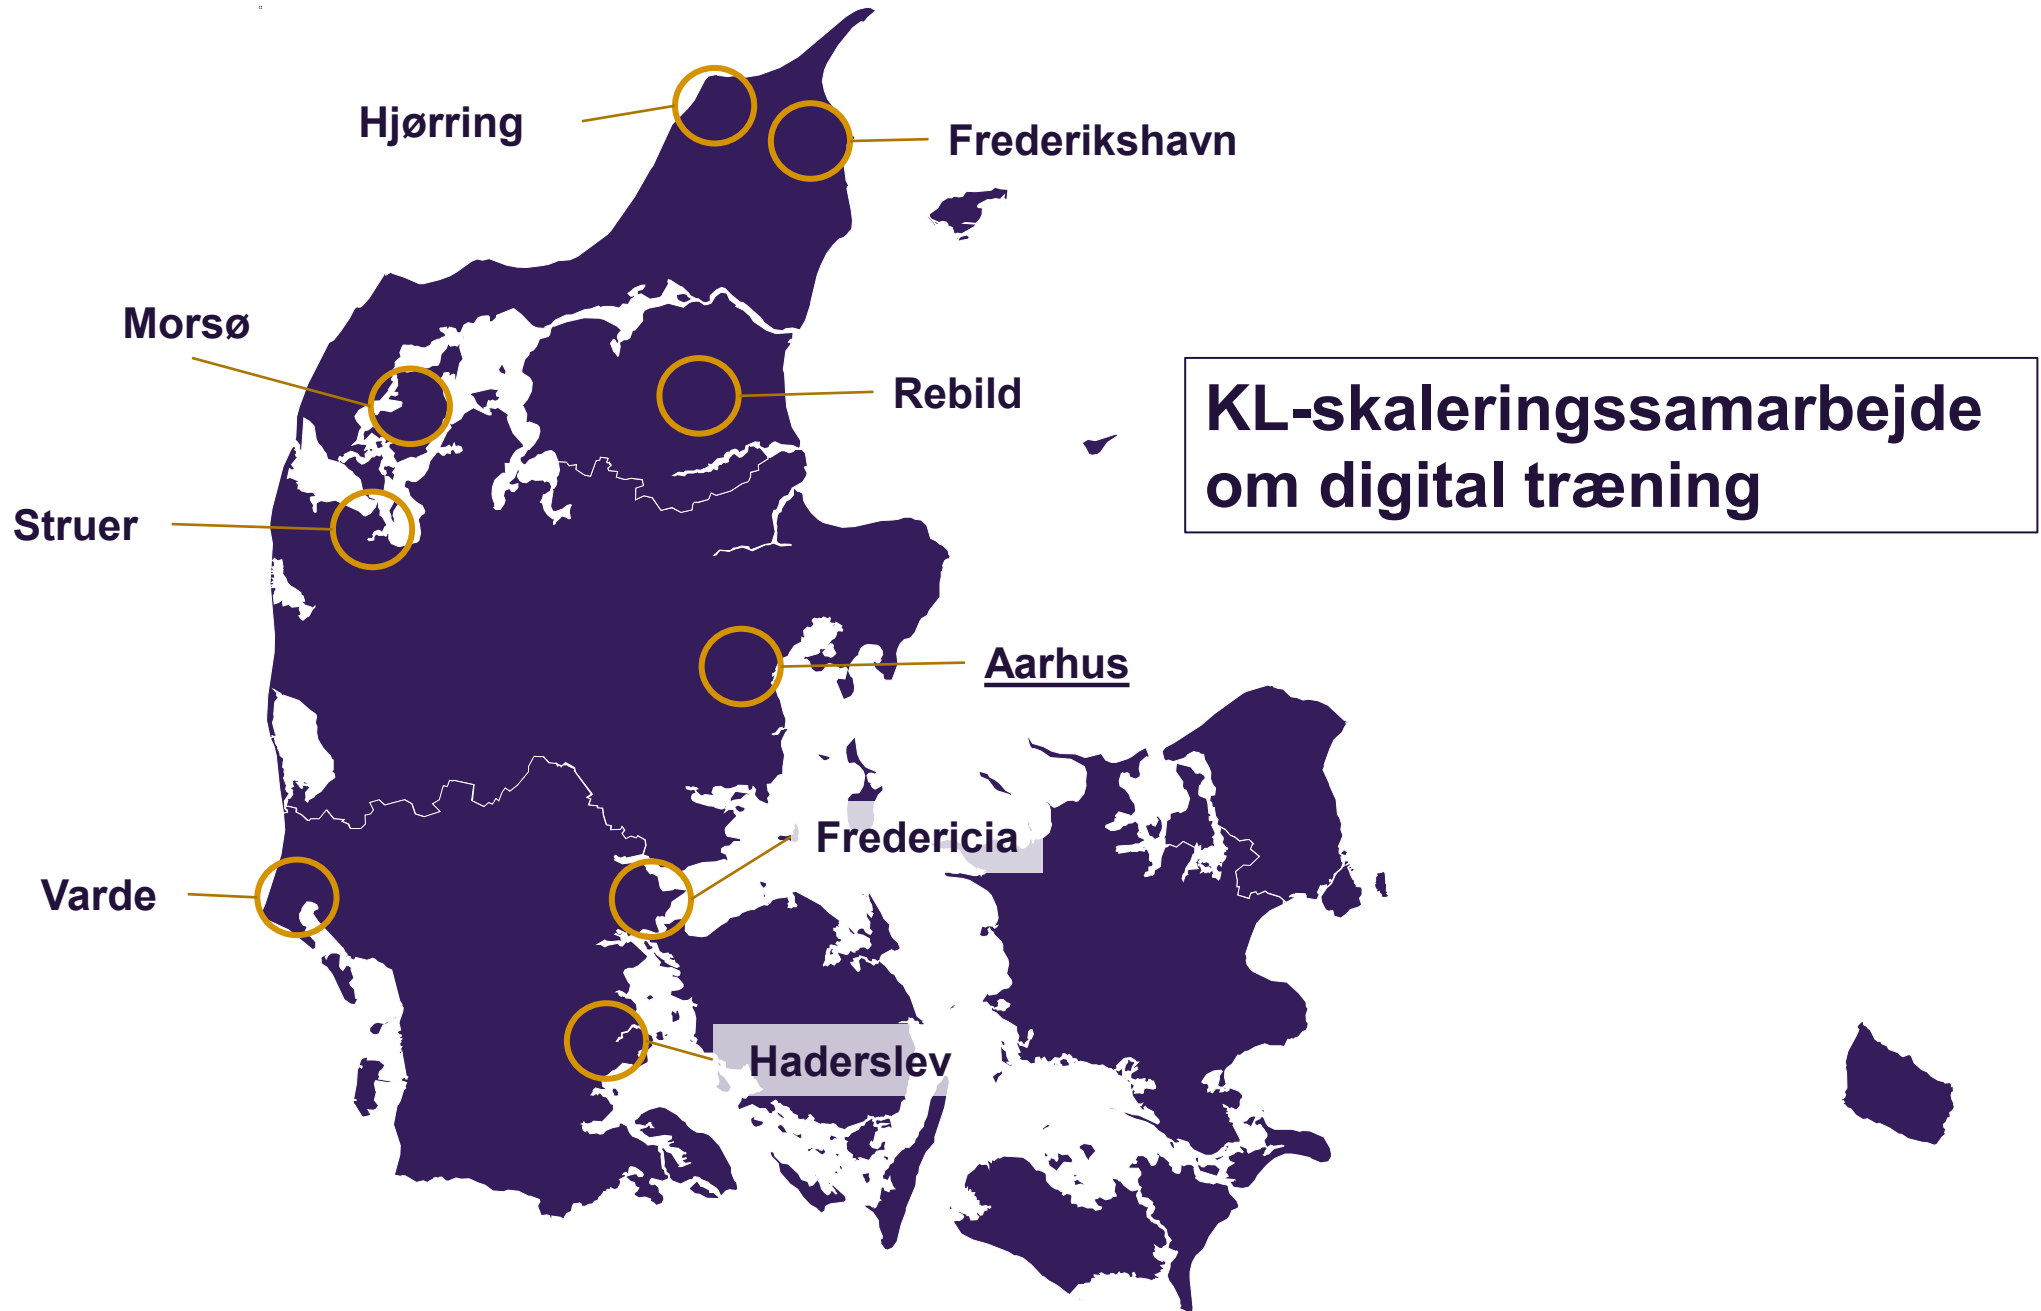 Hjørring
Frederikshavn
Morsø
Rebild
KL-skaleringssamarbejde
om digital træning
Struer
Aarhus
Fredericia
Varde
Haderslev